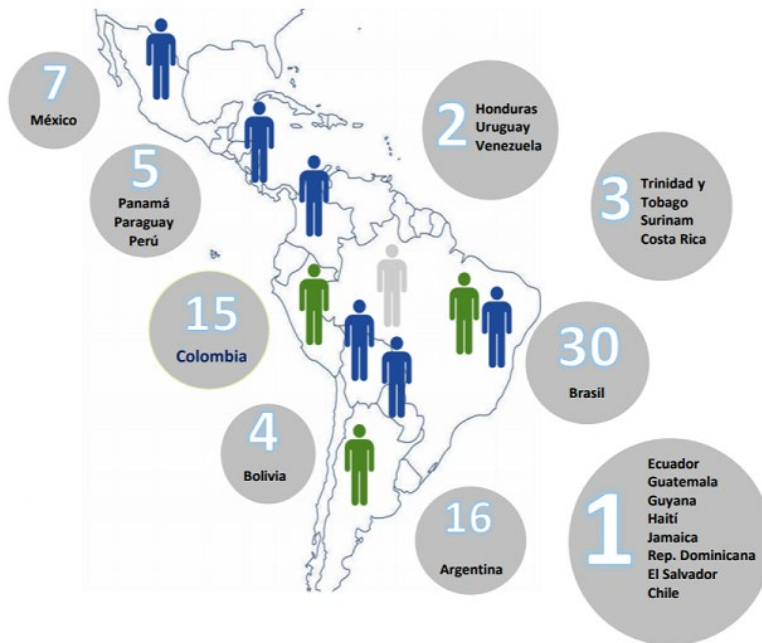 7
México
5
Panamá
Paraguay
Perú
2
Honduras
Uruguay
Venezuela
3
Trinidad y
Tobago
Surinam
Costa Rica
15
Colombia
30
Brasil
4
Bolivia
16
Argentina
1
Ecuador
Guatemala
Guyana
Haití
Jamaica
Rep. Dominicana
El Salvador
Chile